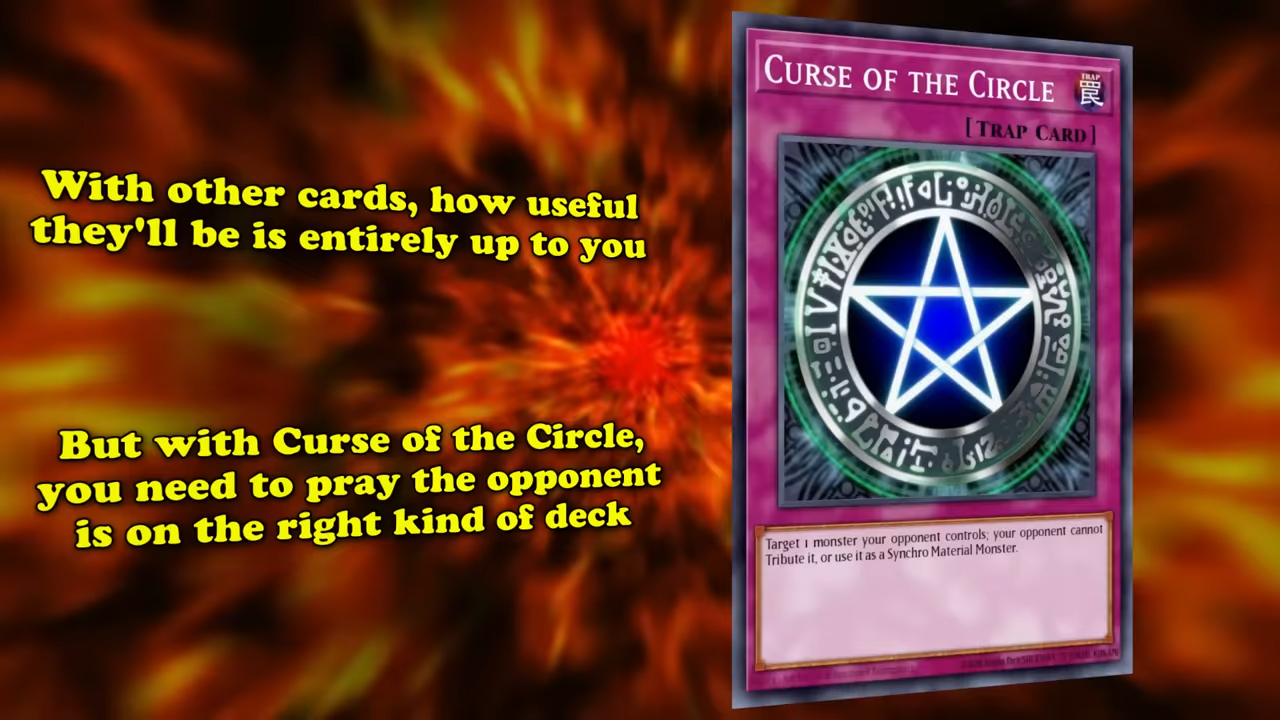 With other cards, how useful
they'll be is entirely up to you
But with Curse of the Circle,
you need to pray the opponent
is on the right kind of deck
CURSE OF THE CIRCLE
TRAP
罠
[TRAP CARD]
Target 1 monster your opponent controls; your opponent cannot
Tribute it, or use it as a Synchro Material Monster.